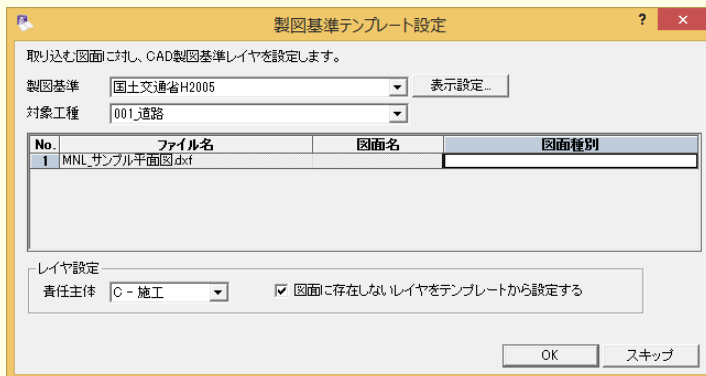 製図基準テンプレート設定
? ×
取り込む図面に対し、CAD製図基準レイヤを設定します。
製図基準 国土交通省H2005 表示設定...
対象工種 001_道路
No. ファイル名 図面名 図面種別
1 MNL_サンプル平面図.dxf
レイヤ設定
責任主体 C - 施工 図面に存在しないレイヤをテンプレートから設定する
OK スキップ